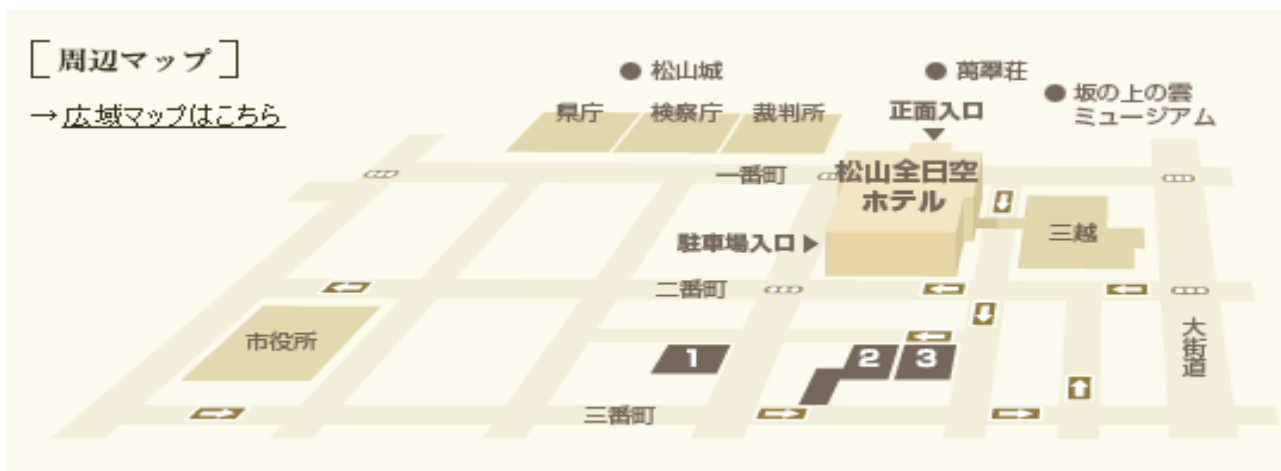 [周辺マップ]
→広域マップはこちら
● 松山城
● 萬翠荘
● 坂の上の雲
ミュージアム
県庁
検察庁
裁判所
正面入口
一番町
松山全日空
ホテル
駐車場入口
三越
二番町
市役所
大街道
1
2
3
三番町